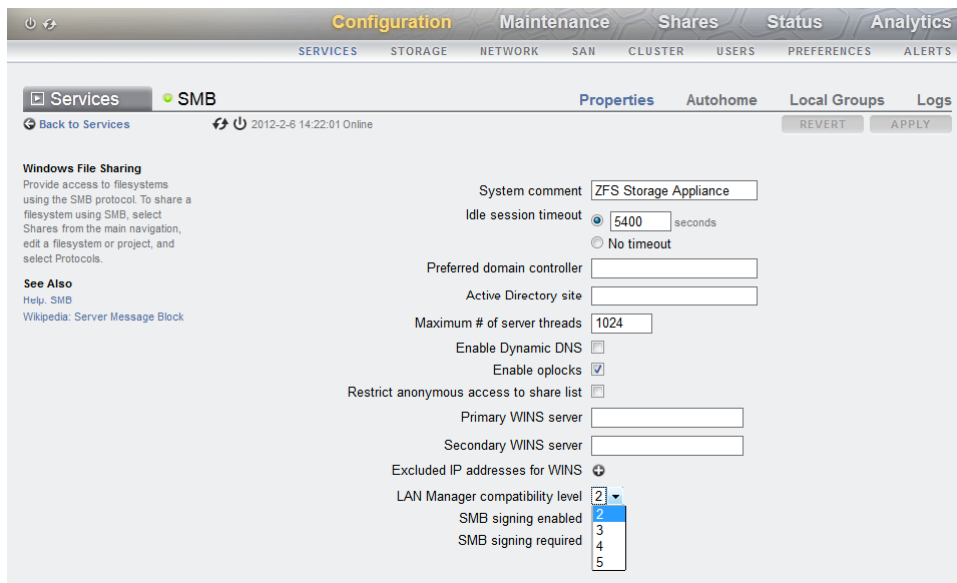 Configuration Maintenance Shares Status Analytics
SERVICES STORAGE NETWORK SAN CLUSTER USERS PREFERENCES ALERTS
Services SMB Properties Autohome Local Groups Logs
Back to Services 2012-2-6 14:22:01 Online REVERT APPLY
Windows File Sharing
Provide access to filesystems
using the SMB protocol. To share a
filesystem using SMB, select
Shares from the main navigation,
edit a filesystem or project, and
select Protocols.
See Also
Help: SMB
Wikipedia: Server Message Block
System comment ZFS Storage Appliance
Idle session timeout 5400 seconds
No timeout
Preferred domain controller
Active Directory site
Maximum # of server threads 1024
Enable Dynamic DNS
Enable oplocks
Restrict anonymous access to share list
Primary WINS server
Secondary WINS server
Excluded IP addresses for WINS
LAN Manager compatibility level 2
2
SMB signing enabled
3
SMB signing required
4
5